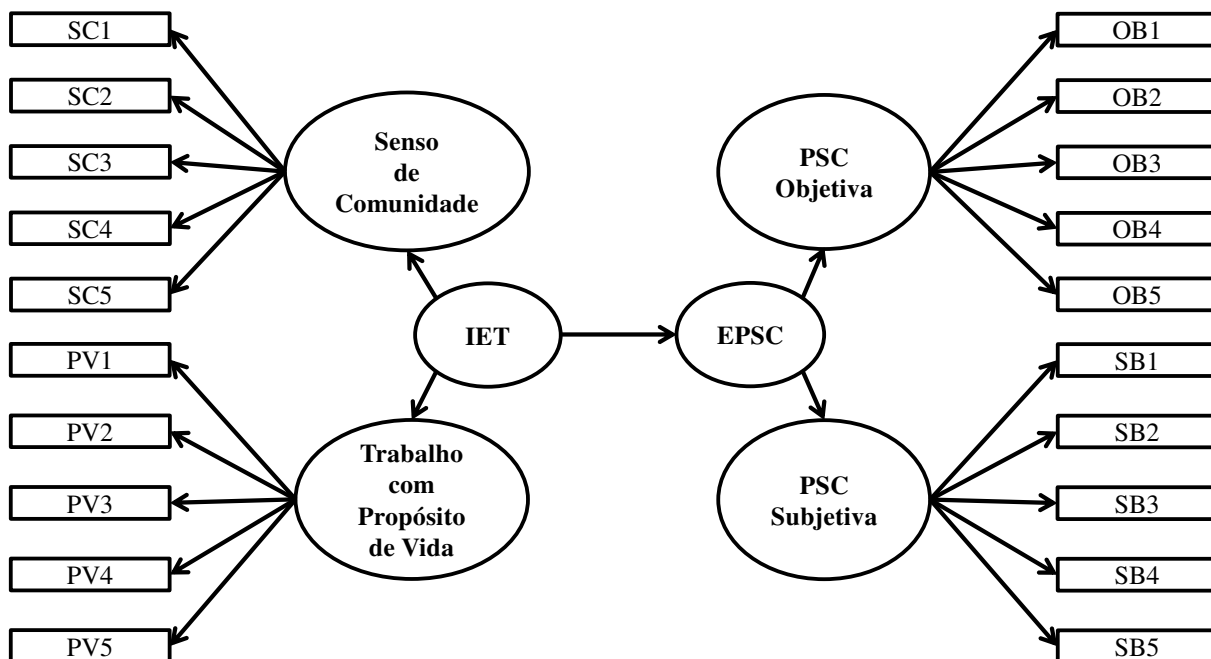 SC1
SC2
SC3
SC4
SC5
PV1
PV2
PV3
PV4
PV5
Senso
de
Comunidade
IET
Trabalho
com
Propósito
de Vida
EPSC
PSC
Objetiva
PSC
Subjetiva
OB1
OB2
OB3
OB4
OB5
SB1
SB2
SB3
SB4
SB5